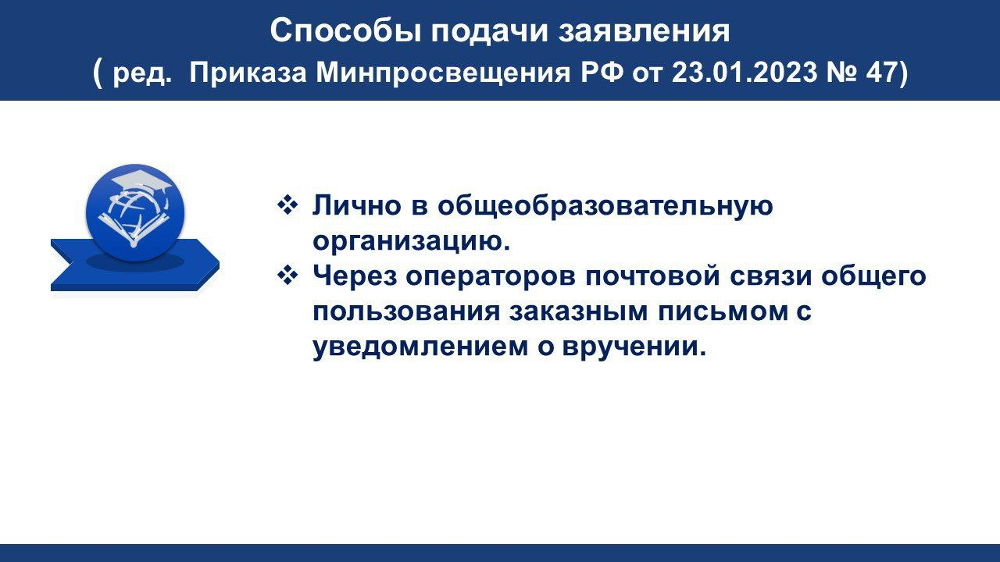 Способы подачи заявления
( ред. Приказа Минпросвещения РФ от 23.01.2023 № 47)
❖ Лично в общеобразовательную
организацию.
❖ Через операторов почтовой связи общего
пользования заказным письмом с
уведомлением о вручении.